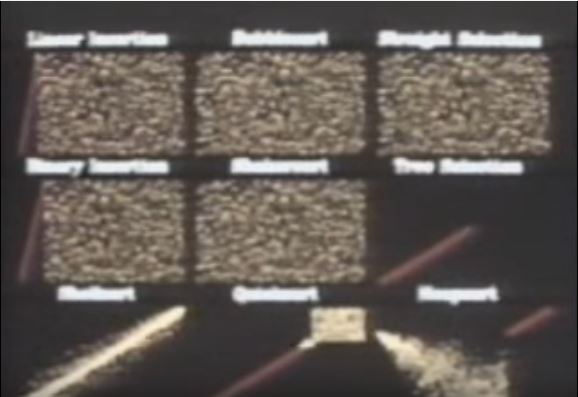 Linear Insertion Bubblesort Straight Selection
Binary Insertion Shakersort Tree Selection
Shellsort Quicksort Heapsort